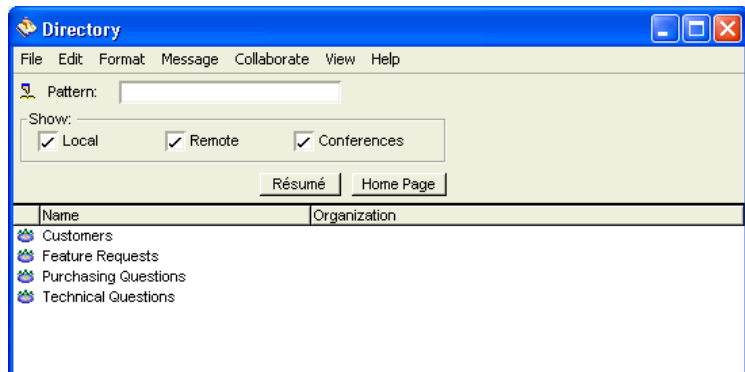 Directory
File Edit Format Message Collaborate View Help
Pattern:
Show:
Local Remote Conferences
Résumé Home Page
Name Organization
Customers
Feature Requests
Purchasing Questions
Technical Questions